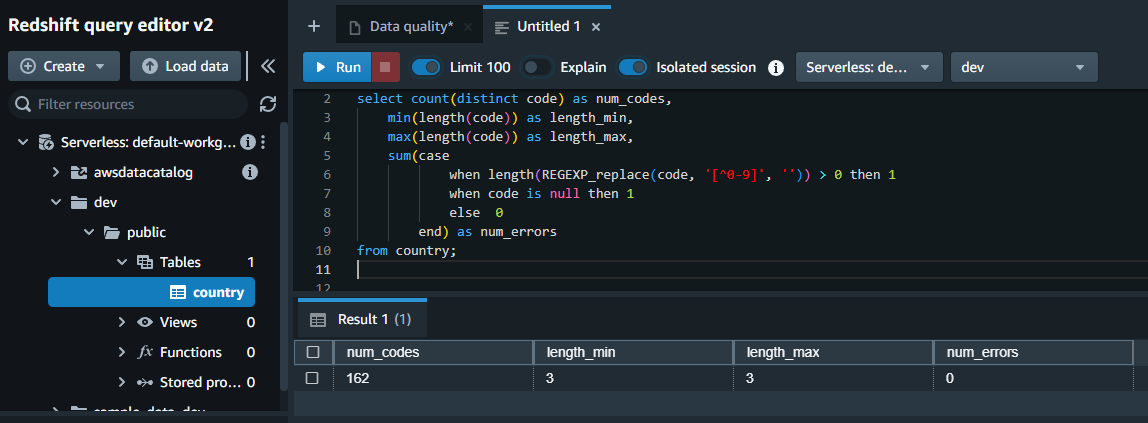 Redshift query editor v2
Create
Load data
Filter resources
Serverless: default-workg...
awsdatacatalog
dev
public
Tables 1
country
Views 0
Functions 0
Stored pro... 0
sample_data_dev
Data quality*
Untitled 1
Run
Limit 100
Explain
Isolated session
Serverless: de...
dev
2 select count(distinct code) as num_codes,
3 min(length(code)) as length_min,
4 max(length(code)) as length_max,
5 sum(case
6 when length(REGEXP_replace(code, '[^0-9]', '')) > 0 then 1
7 when code is null then 1
8 else 0
9 end) as num_errors
10 from country;
11
12
Result 1 (1)
num_codes length_min length_max num_errors
162 3 3 0